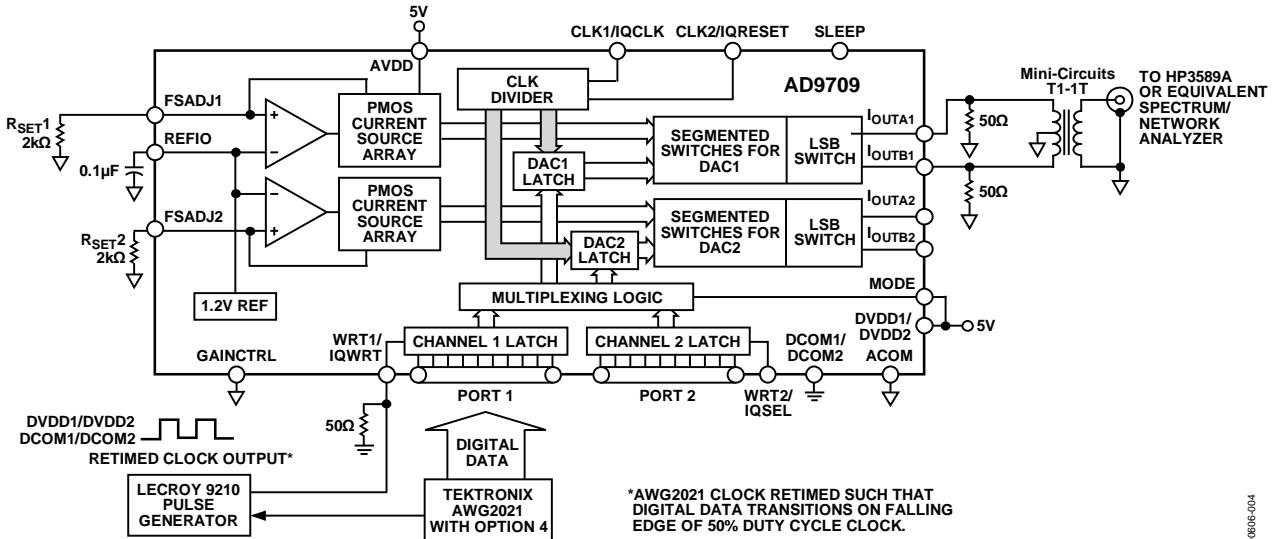 5V
CLK1/IQCLK
CLK2/IQRESET
SLEEP
AVDD
CLK
DIVIDER
AD9709
FSADJ1
RSET1
2kΩ
REFIO
0.1µF
PMOS
CURRENT
SOURCE
ARRAY
+
−
DAC1
LATCH
SEGMENTED
SWITCHES FOR
DAC1
LSB
SWITCH
IOUTA1
IOUTB1
50Ω
50Ω
Mini-Circuits
T1-1T
TO HP3589A
OR EQUIVALENT
SPECTRUM/
NETWORK
ANALYZER
FSADJ2
RSET2
2kΩ
−
+
PMOS
CURRENT
SOURCE
ARRAY
DAC2
LATCH
SEGMENTED
SWITCHES FOR
DAC2
LSB
SWITCH
IOUTA2
IOUTB2
1.2V REF
MULTIPLEXING LOGIC
MODE
DVDD1/
DVDD2
5V
GAINCTRL
WRT1/
IQWRT
CHANNEL 1 LATCH
CHANNEL 2 LATCH
DCOM1/
DCOM2
ACOM
PORT 1
PORT 2
WRT2/
IQSEL
50Ω
DVDD1/DVDD2
DCOM1/DCOM2
RETIMED CLOCK OUTPUT*
DIGITAL
DATA
LECROY 9210
PULSE
GENERATOR
TEKTRONIX
AWG2021
WITH OPTION 4
*AWG2021 CLOCK RETIMED SUCH THAT
DIGITAL DATA TRANSITIONS ON FALLING
EDGE OF 50% DUTY CYCLE CLOCK.